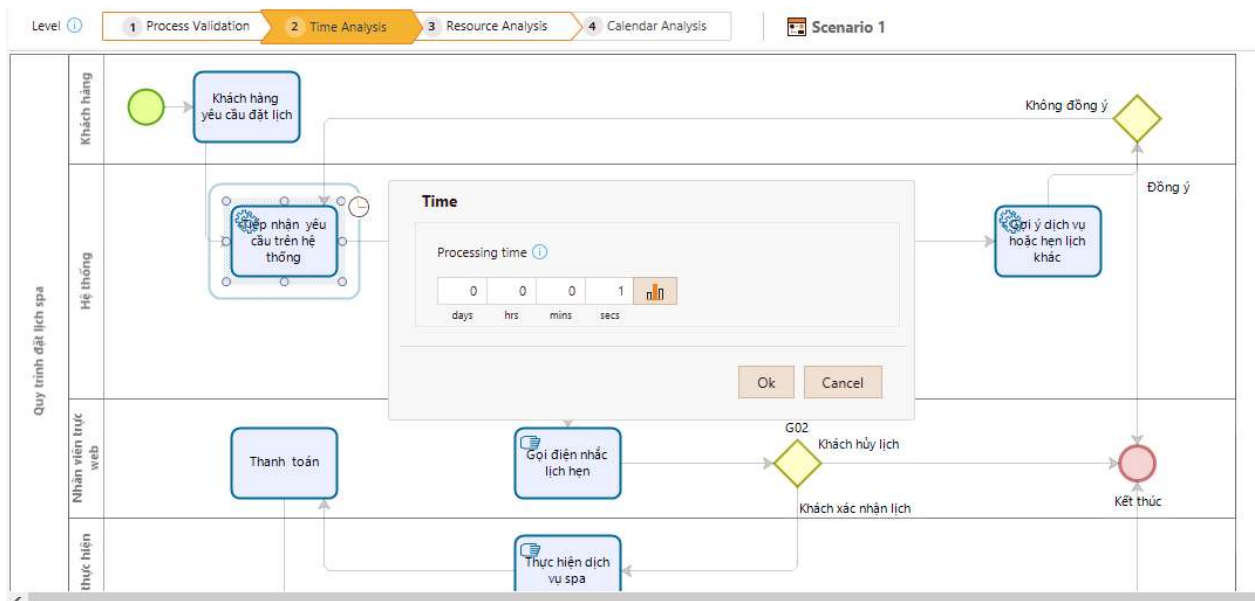 Level
1 Process Validation
2 Time Analysis
3 Resource Analysis
4 Calendar Analysis
Scenario 1
Quy trình đặt lịch spa
Khách hàng
Khách hàng
yêu cầu đặt lịch
Không đồng ý
Đồng ý
Hệ thống
Tiếp nhận yêu
cầu trên hệ
thống
Time
Processing time
0 0 0 1
days hrs mins secs
Ok Cancel
Gợi ý dịch vụ
hoặc hẹn lịch
khác
Nhân viên trực
web
Thanh toán
Gọi điện nhắc
lịch hẹn
G02
Khách hủy lịch
Khách xác nhận lịch
Kết thúc
thực hiện
Thực hiện dịch
vụ spa